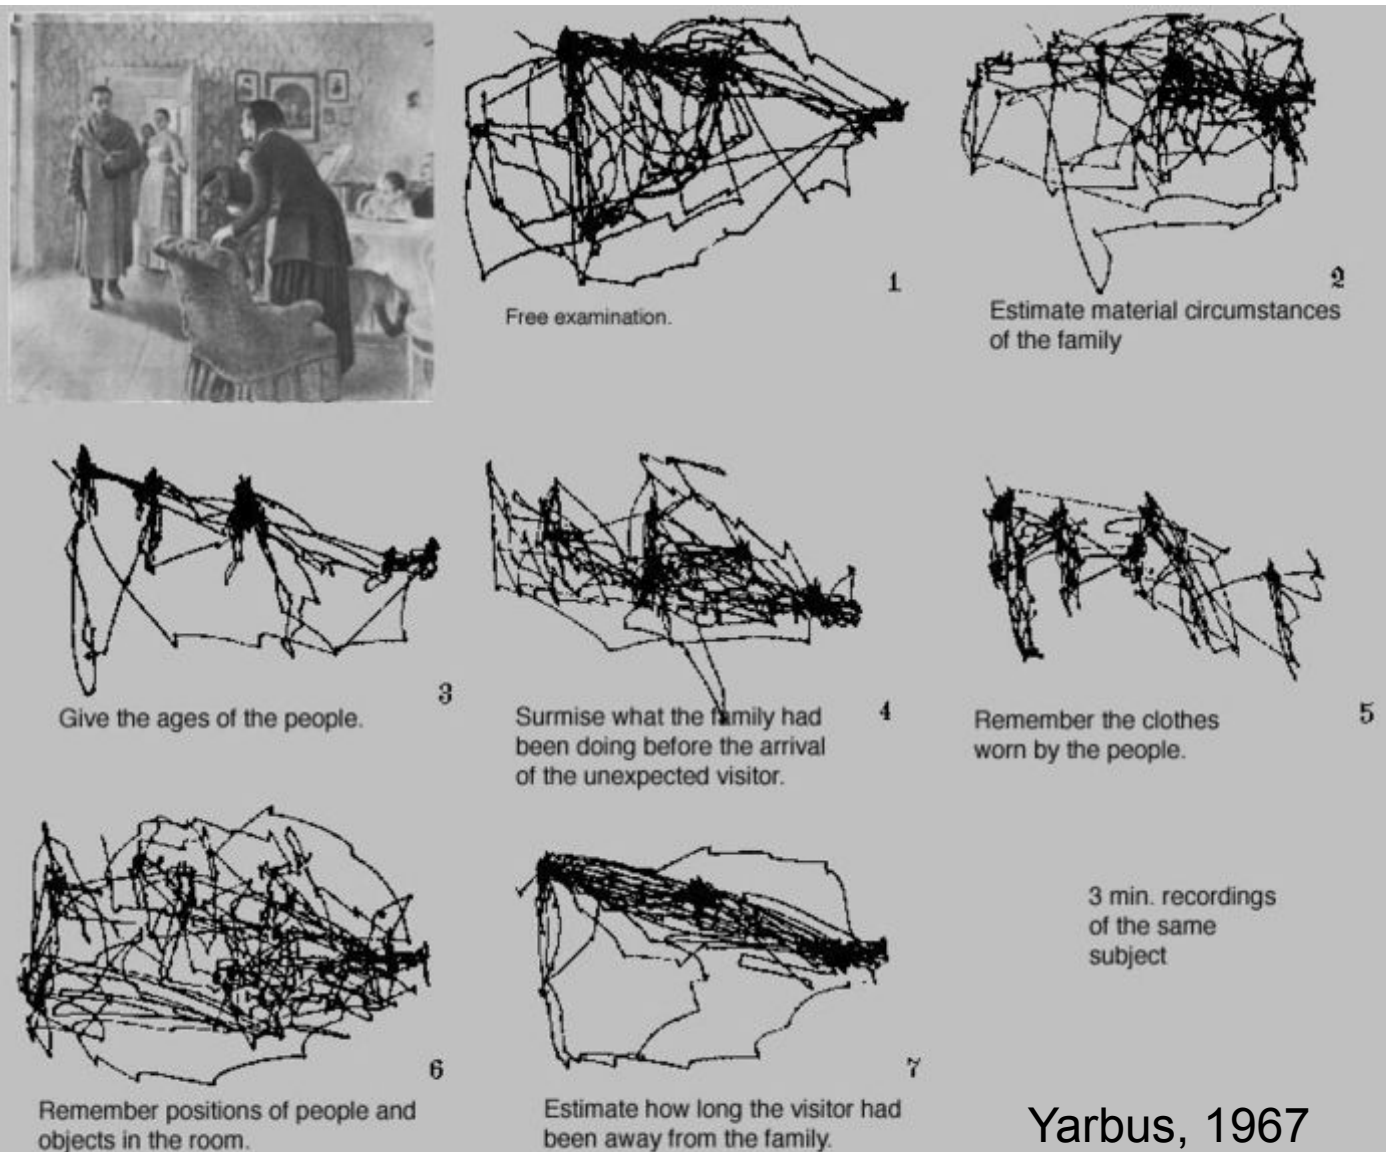 1
Free examination.
2
Estimate material circumstances
of the family
3
Give the ages of the people.
4
Surmise what the family had
been doing before the arrival
of the unexpected visitor.
5
Remember the clothes
worn by the people.
6
Remember positions of people and
objects in the room.
7
Estimate how long the visitor had
been away from the family.
3 min. recordings
of the same
subject
Yarbus, 1967